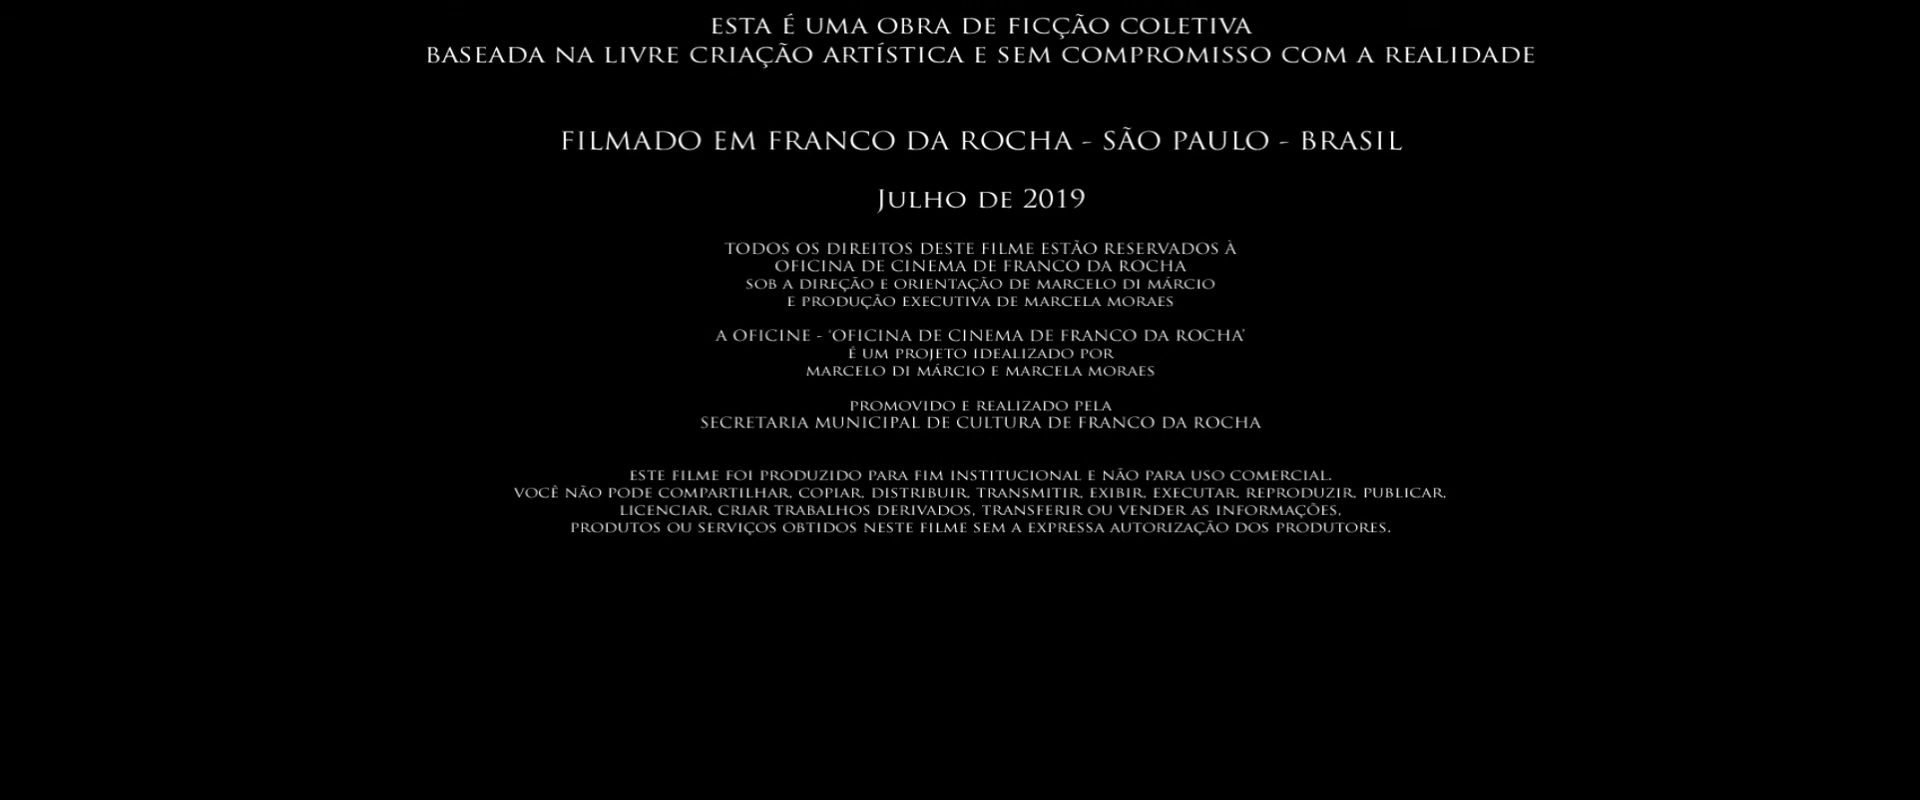 ESTA É UMA OBRA DE FICÇÃO COLETIVA
BASEADA NA LIVRE CRIAÇÃO ARTÍSTICA E SEM COMPROMISSO COM A REALIDADE
FILMADO EM FRANCO DA ROCHA - SÃO PAULO - BRASIL
JULHO DE 2019
TODOS OS DIREITOS DESTE FILME ESTÃO RESERVADOS À
OFICINA DE CINEMA DE FRANCO DA ROCHA
SOB A DIREÇÃO E ORIENTAÇÃO DE MARCELO DI MÁRCIO
E PRODUÇÃO EXECUTIVA DE MARCELA MORAES
A OFICINE - 'OFICINA DE CINEMA DE FRANCO DA ROCHA'
É UM PROJETO IDEALIZADO POR
MARCELO DI MÁRCIO E MARCELA MORAES
PROMOVIDO E REALIZADO PELA
SECRETARIA MUNICIPAL DE CULTURA DE FRANCO DA ROCHA
ESTE FILME FOI PRODUZIDO PARA FIM INSTITUCIONAL E NÃO PARA USO COMERCIAL.
VOCÊ NÃO PODE COMPARTILHAR, COPIAR, DISTRIBUIR, TRANSMITIR, EXIBIR, EXECUTAR, REPRODUZIR, PUBLICAR,
LICENCIAR, CRIAR TRABALHOS DERIVADOS, TRANSFERIR OU VENDER AS INFORMAÇÕES,
PRODUTOS OU SERVIÇOS OBTIDOS NESTE FILME SEM A EXPRESSA AUTORIZAÇÃO DOS PRODUTORES.